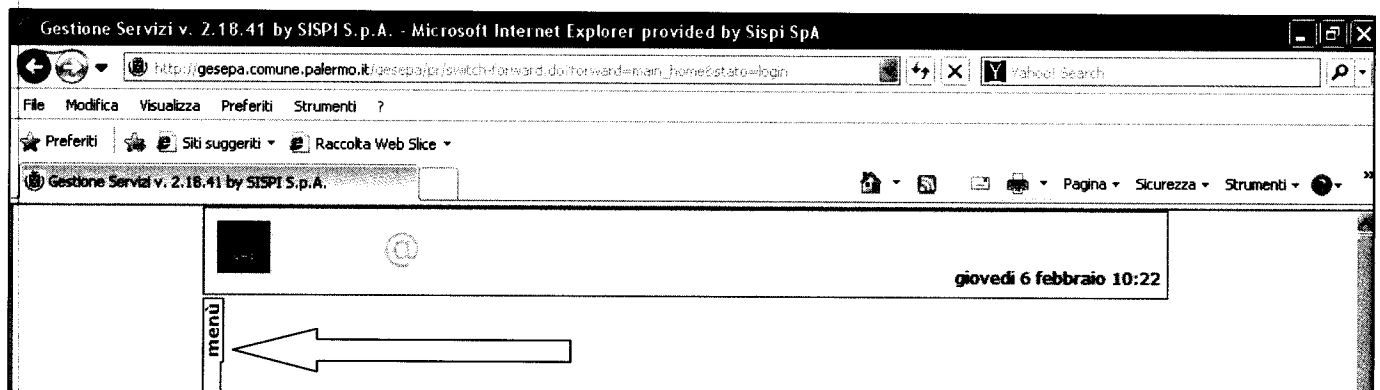 Gestione Servizi v. 2.18.41 by SISPI S.p.A. - Microsoft Internet Explorer provided by Sispi SpA
http://gesepa.comune.palermo.it/gesepa/pr/switch-forward.do?forward=main_home&stato=login
Yahoo! Search
File Modifica Visualizza Preferiti Strumenti ?
Preferiti Siti suggeriti Raccolta Web Slice
Gestione Servizi v. 2.18.41 by SISPI S.p.A. Pagina Sicurezza Strumenti
@
giovedì 6 febbraio 10:22
menù